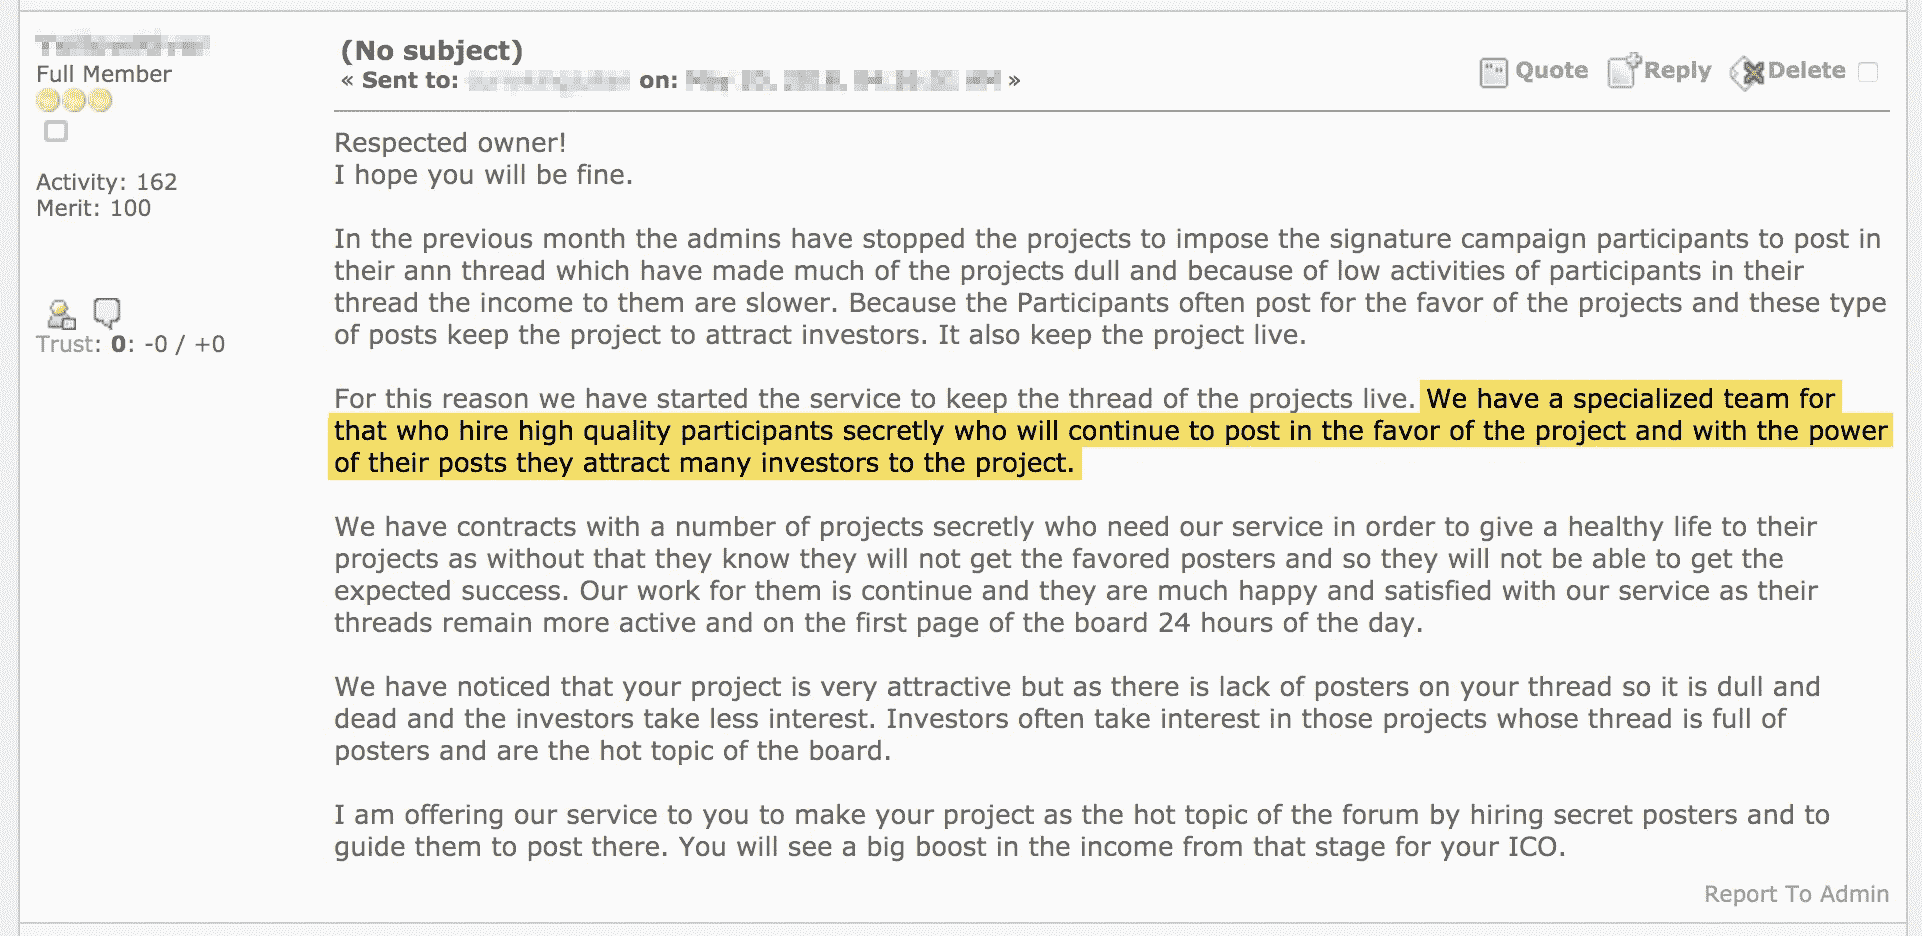 (No subject)
Full Member
« Sent to: on: »
Quote Reply Delete
Activity: 162
Merit: 100
Trust: 0: -0 / +0
Respected owner!
I hope you will be fine.
In the previous month the admins have stopped the projects to impose the signature campaign participants to post in
their ann thread which have made much of the projects dull and because of low activities of participants in their
thread the income to them are slower. Because the Participants often post for the favor of the projects and these type
of posts keep the project to attract investors. It also keep the project live.
For this reason we have started the service to keep the thread of the projects live. We have a specialized team for
that who hire high quality participants secretly who will continue to post in the favor of the project and with the power
of their posts they attract many investors to the project.
We have contracts with a number of projects secretly who need our service in order to give a healthy life to their
projects as without that they know they will not get the favored posters and so they will not be able to get the
expected success. Our work for them is continue and they are much happy and satisfied with our service as their
threads remain more active and on the first page of the board 24 hours of the day.
We have noticed that your project is very attractive but as there is lack of posters on your thread so it is dull and
dead and the investors take less interest. Investors often take interest in those projects whose thread is full of
posters and are the hot topic of the board.
I am offering our service to you to make your project as the hot topic of the forum by hiring secret posters and to
guide them to post there. You will see a big boost in the income from that stage for your ICO.
Report To Admin